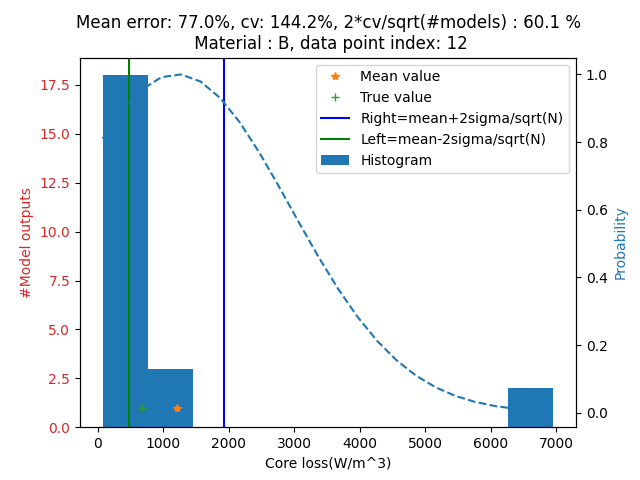 Mean error: 77.0%, cv: 144.2%, 2*cv/sqrt(#models) : 60.1 %
Material : B, data point index: 12
Mean value
True value
Right=mean+2sigma/sqrt(N)
Left=mean-2sigma/sqrt(N)
Histogram
#Model outputs
17.5
15.0
12.5
10.0
7.5
5.0
2.5
0.0
1.0
0.8
0.6
0.4
0.2
0.0
Probability
0 1000 2000 3000 4000 5000 6000 7000
Core loss(W/m^3)